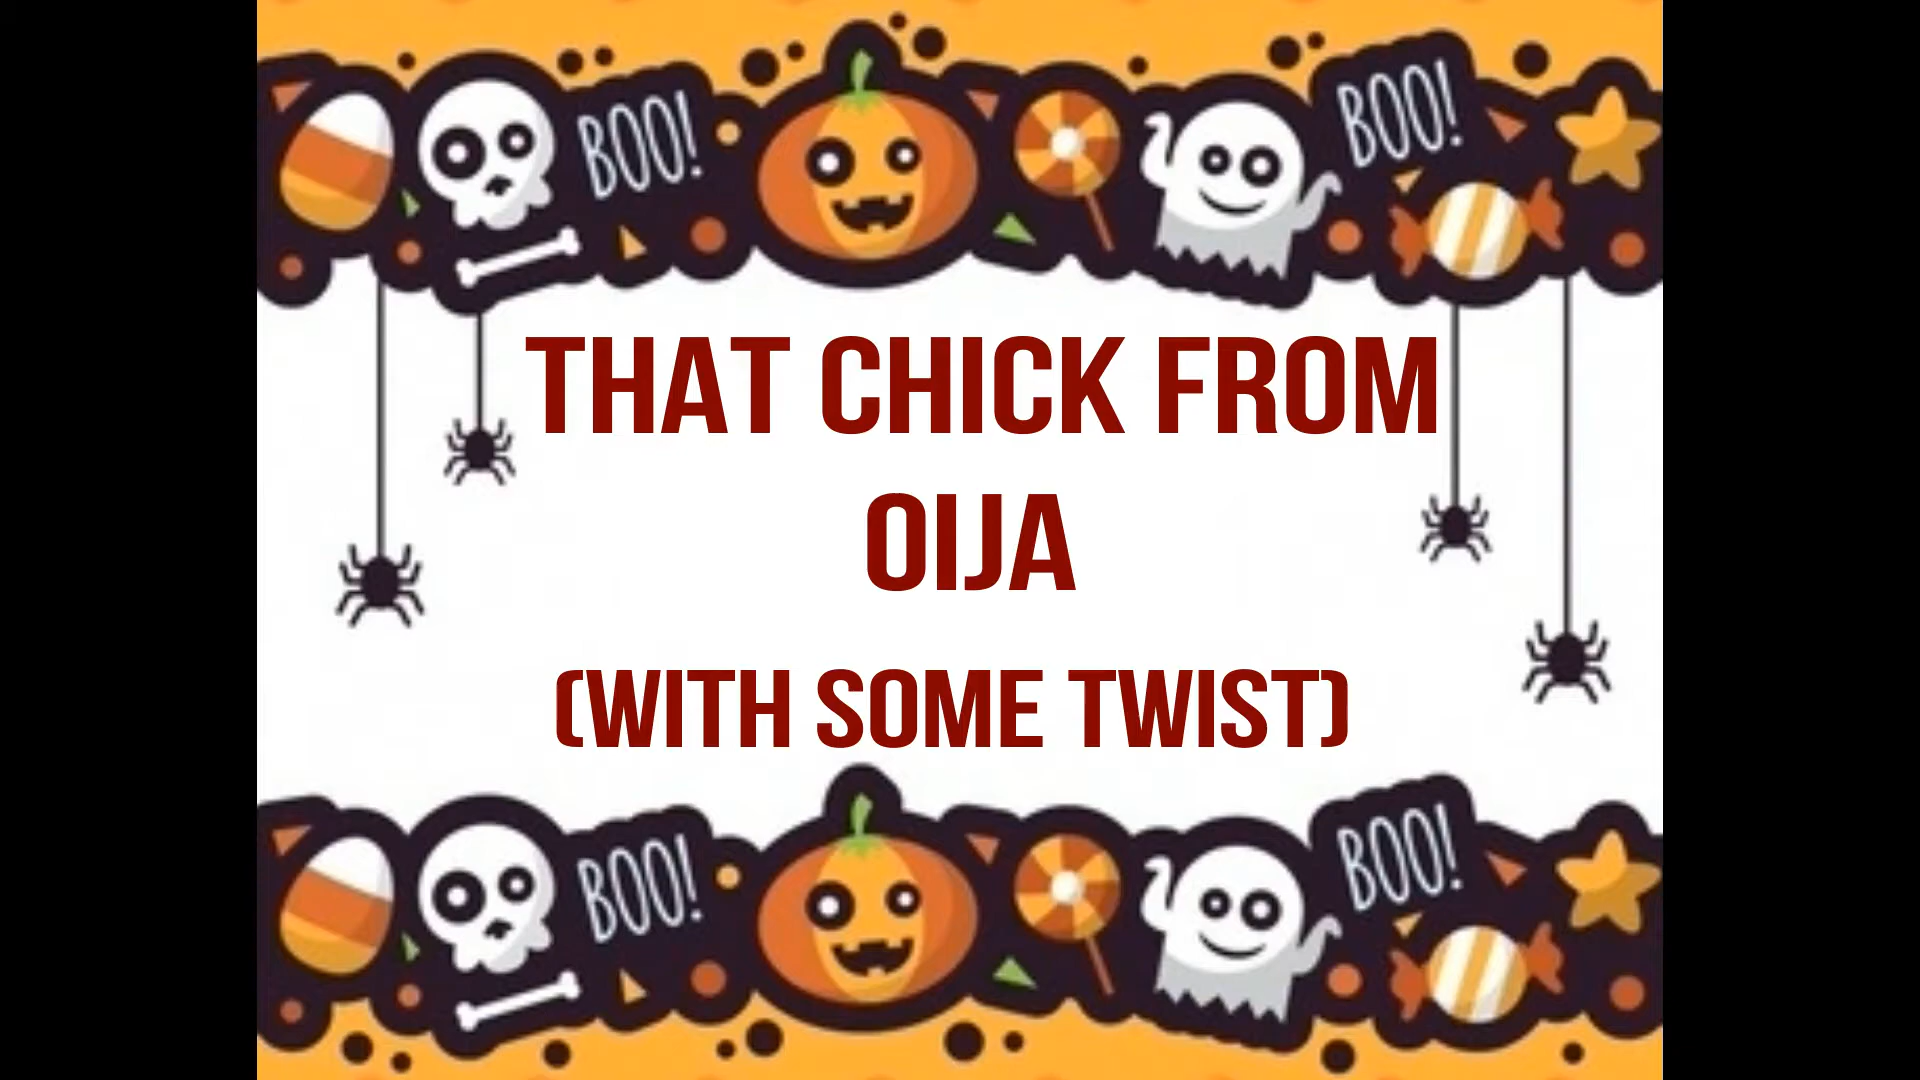 BOO!
BOO!
THAT CHICK FROM
OIJA
(WITH SOME TWIST)
BOO!
BOO!